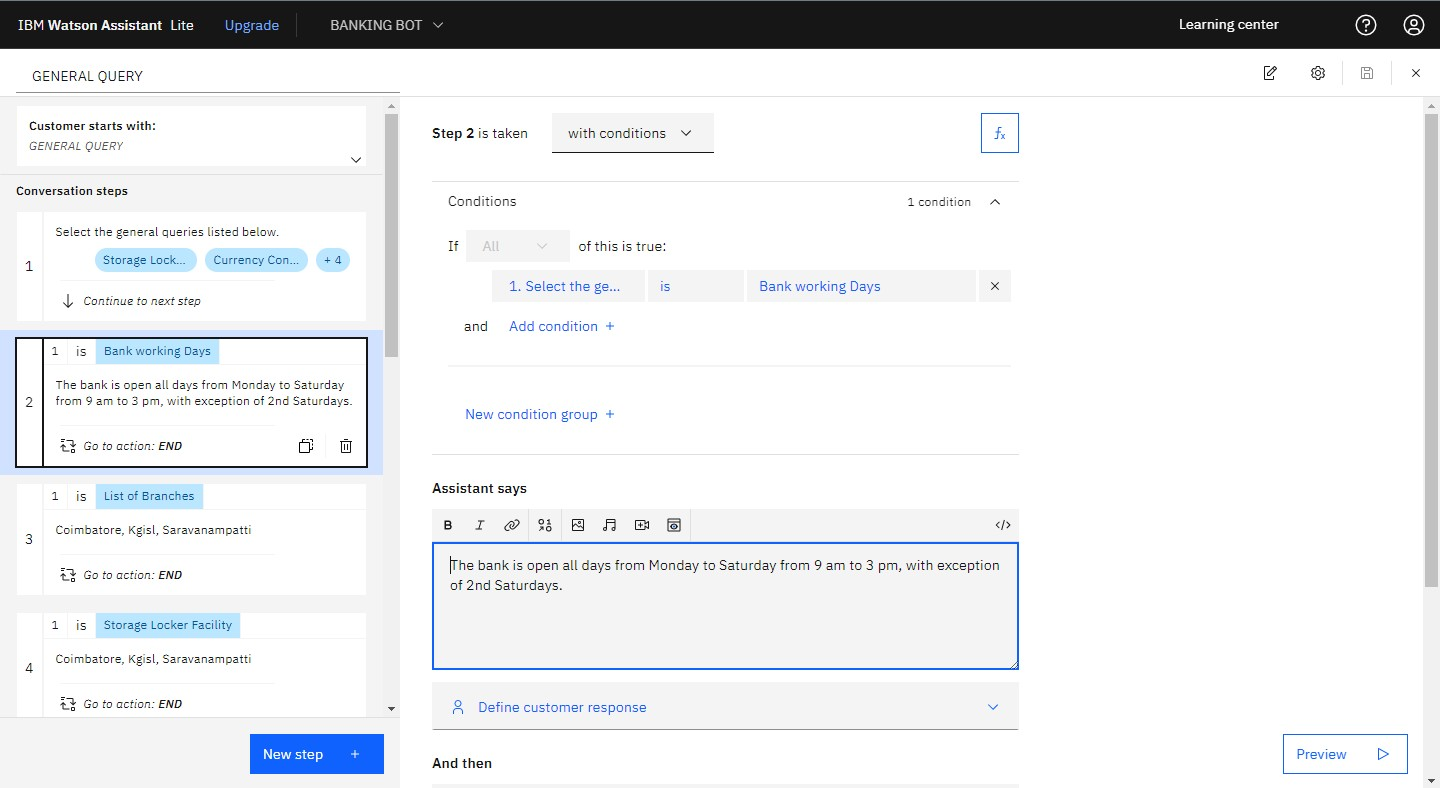 IBM Watson Assistant Lite Upgrade BANKING BOT Learning center
GENERAL QUERY
Customer starts with:
GENERAL QUERY
Conversation steps
1
Select the general queries listed below.
Storage Lock... Currency Con... + 4
Continue to next step
2
1 is Bank working Days
The bank is open all days from Monday to Saturday
from 9 am to 3 pm, with exception of 2nd Saturdays.
Go to action: END
3
1 is List of Branches
Coimbatore, Kgisl, Saravanampatti
Go to action: END
4
1 is Storage Locker Facility
Coimbatore, Kgisl, Saravanampatti
Go to action: END
New step +
Step 2 is taken with conditions fx
Conditions 1 condition
If All of this is true:
1. Select the ge... is Bank working Days
and Add condition +
New condition group +
Assistant says
B I </>
The bank is open all days from Monday to Saturday from 9 am to 3 pm, with exception
of 2nd Saturdays.
Define customer response
And then
Preview